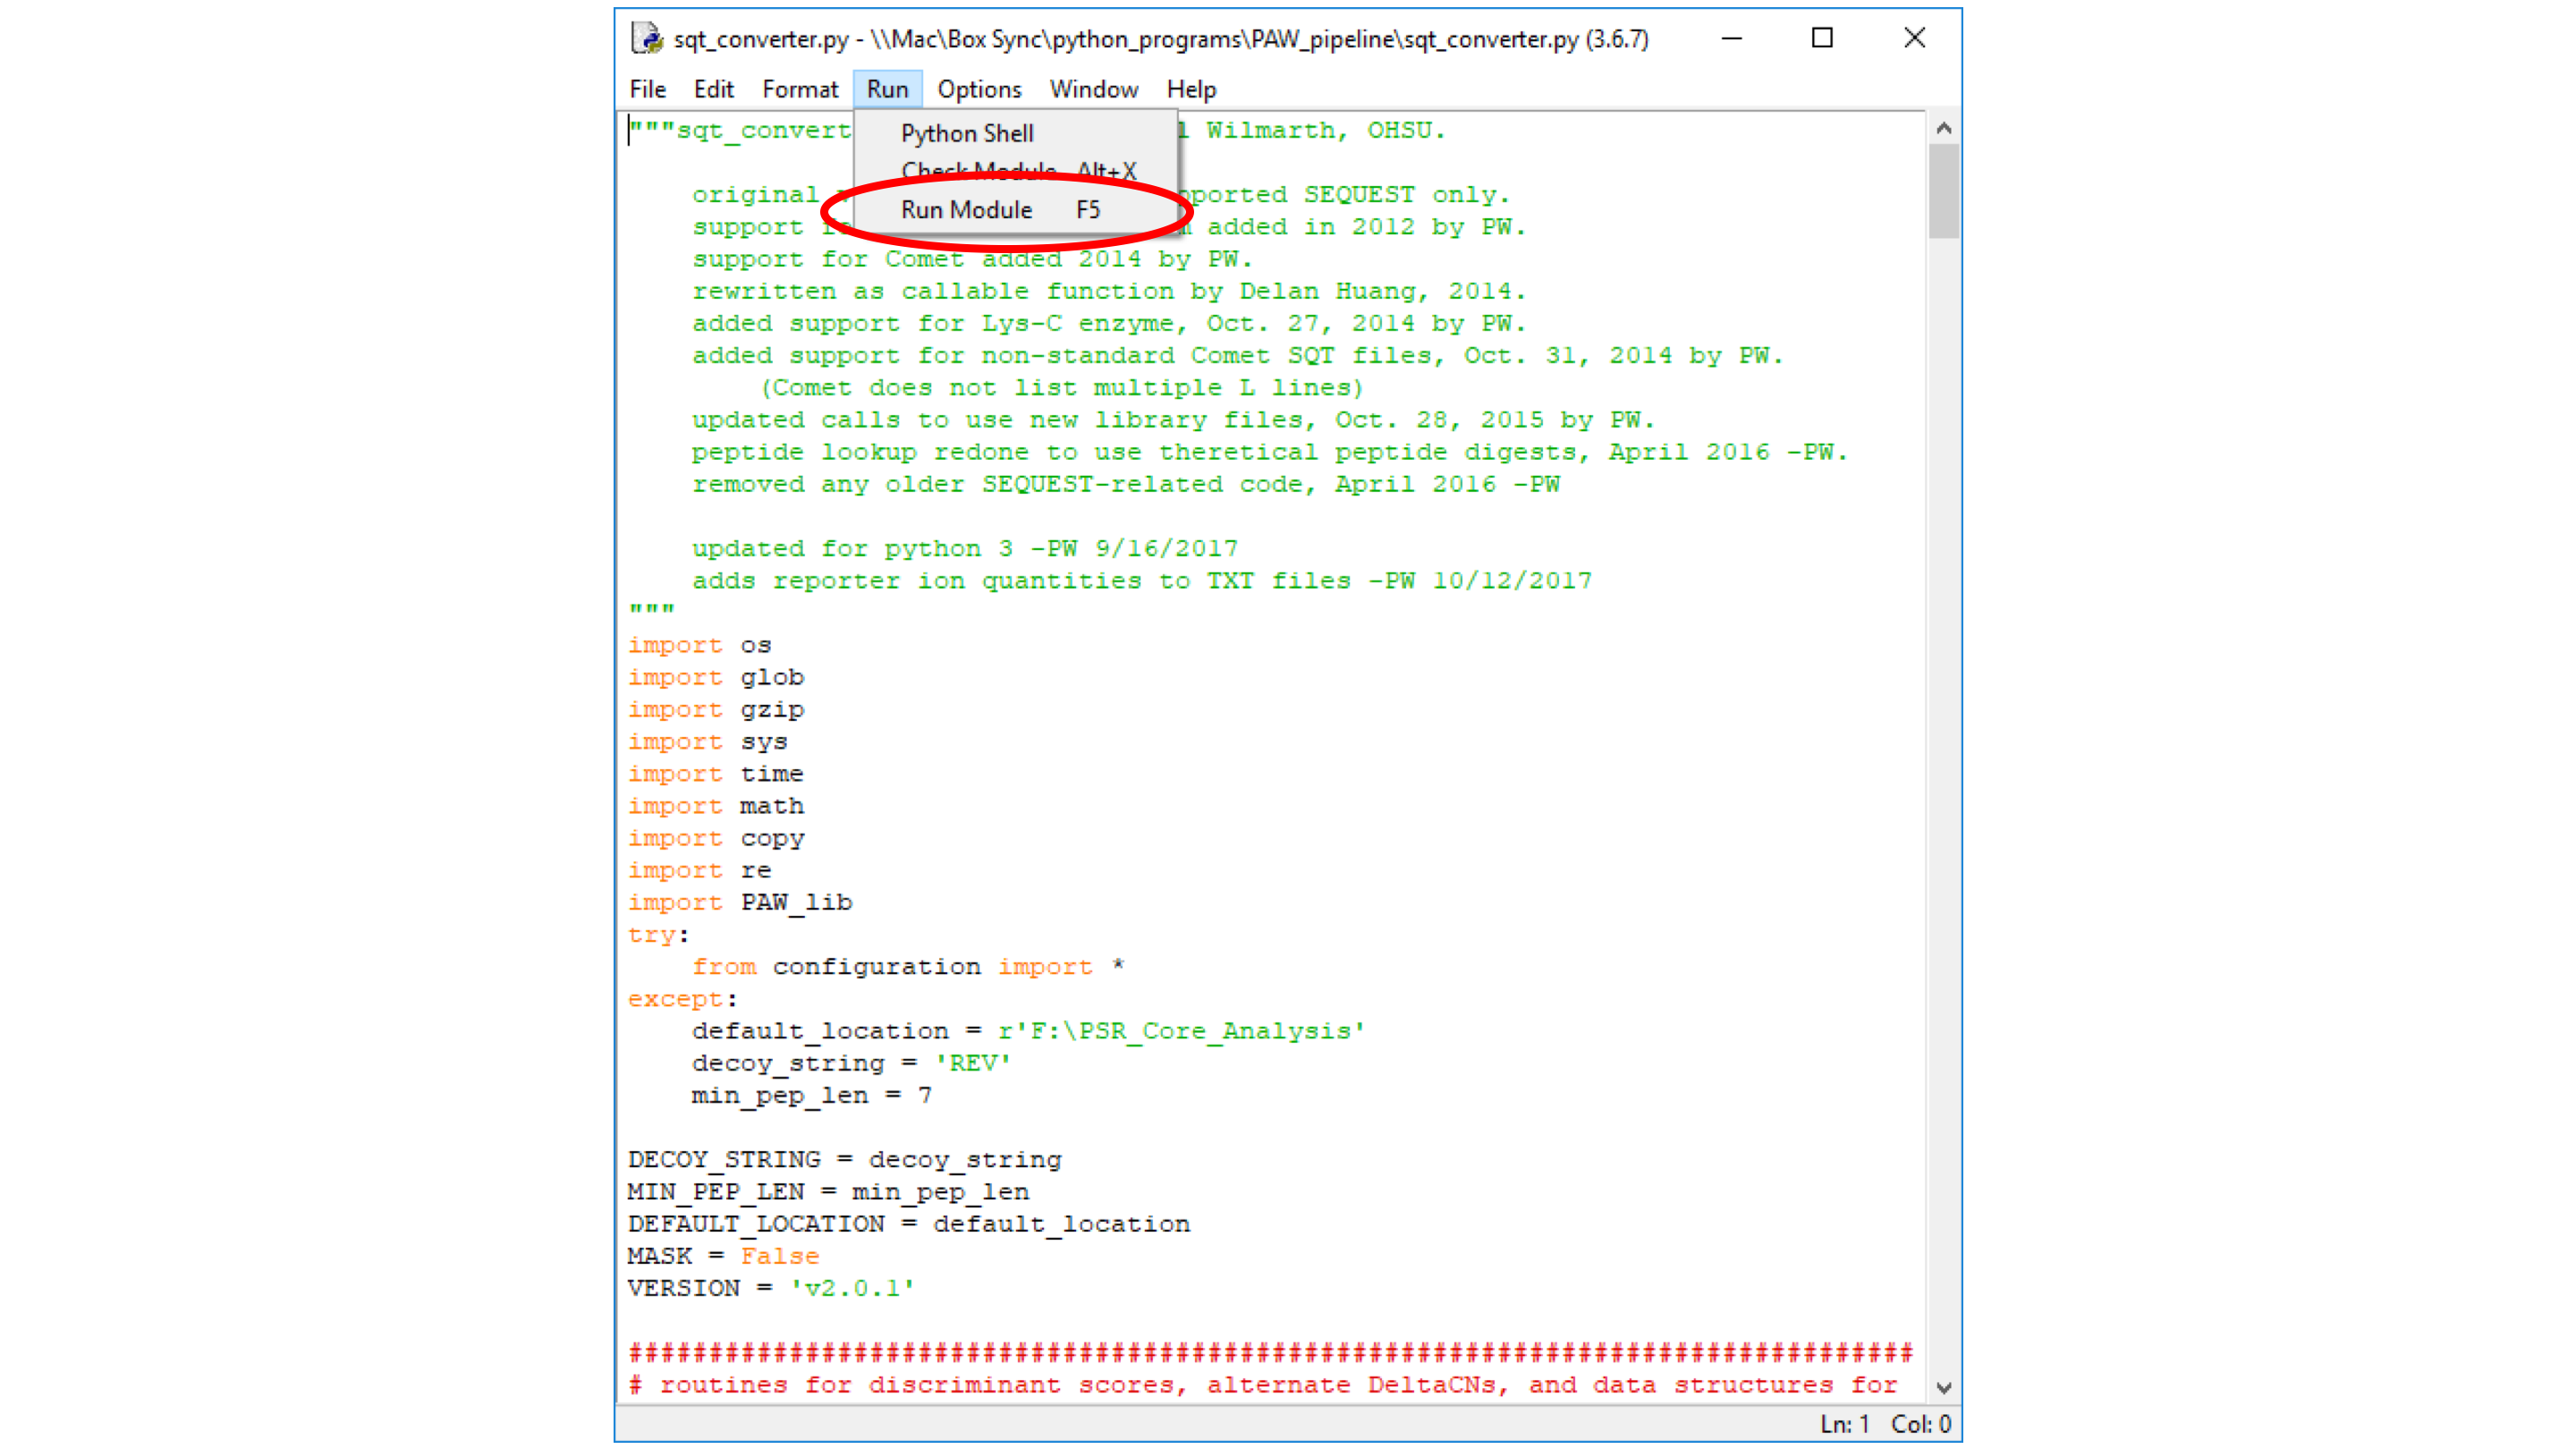 sqt_converter.py - \\Mac\Box Sync\python_programs\PAW_pipeline\sqt_converter.py (3.6.7)
File Edit Format Run Options Window Help
Python Shell
Check Module Alt+X
Run Module F5
"""sqt_convert l Wilmarth, OHSU.
original pported SEQUEST only.
support added in 2012 by PW.
support for Comet added 2014 by PW.
rewritten as callable function by Delan Huang, 2014.
added support for Lys-C enzyme, Oct. 27, 2014 by PW.
added support for non-standard Comet SQT files, Oct. 31, 2014 by PW.
(Comet does not list multiple L lines)
updated calls to use new library files, Oct. 28, 2015 by PW.
peptide lookup redone to use theretical peptide digests, April 2016 -PW.
removed any older SEQUEST-related code, April 2016 -PW
updated for python 3 -PW 9/16/2017
adds reporter ion quantities to TXT files -PW 10/12/2017
"""
import os
import glob
import gzip
import sys
import time
import math
import copy
import re
import PAW_lib
try:
from configuration import *
except:
default_location = r'F:\PSR_Core_Analysis'
decoy_string = 'REV'
min_pep_len = 7
DECOY_STRING = decoy_string
MIN_PEP_LEN = min_pep_len
DEFAULT_LOCATION = default_location
MASK = False
VERSION = 'v2.0.1'
################################################################################
# routines for discriminant scores, alternate DeltaCNs, and data structures for
Ln: 1 Col: 0